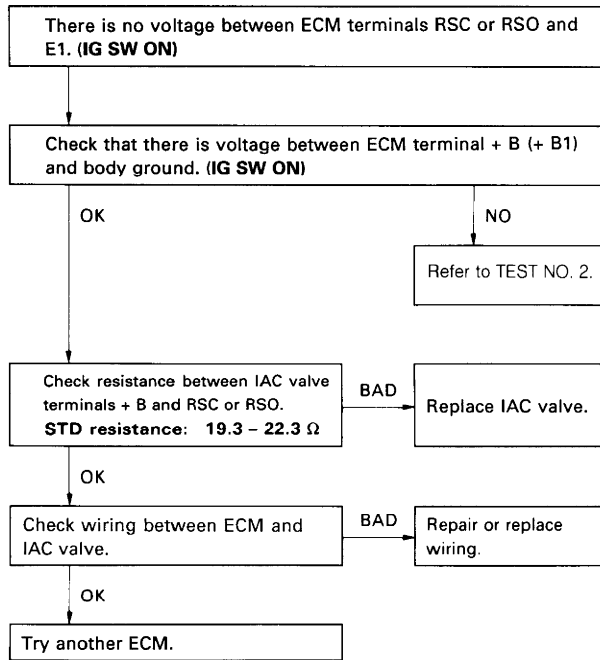 There is no voltage between ECM terminals RSC or RSO and
E1. (IG SW ON)
Check that there is voltage between ECM terminal + B (+ B1)
and body ground. (IG SW ON)
OK
NO
Refer to TEST NO. 2.
Check resistance between IAC valve
terminals + B and RSC or RSO.
STD resistance: 19.3 – 22.3 Ω
BAD
Replace IAC valve.
OK
Check wiring between ECM and
IAC valve.
BAD
Repair or replace
wiring.
OK
Try another ECM.